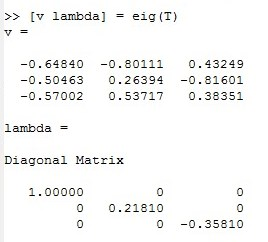 >> [v lambda] = eig(T)
v =
-0.64840 -0.80111 0.43249
-0.50463 0.26394 -0.81601
-0.57002 0.53717 0.38351
lambda =
Diagonal Matrix
1.00000 0 0
0 0.21810 0
0 0 -0.35810